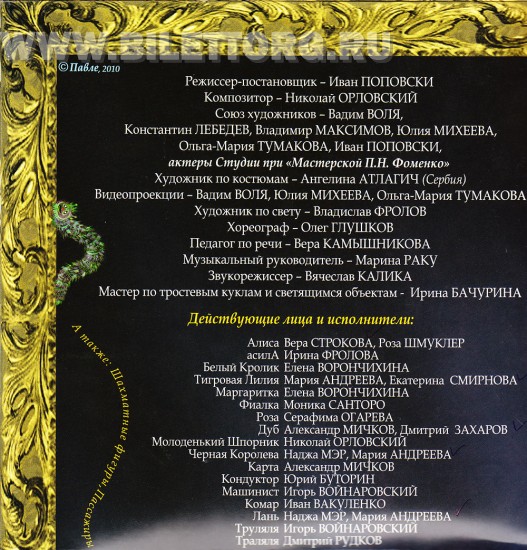 WWW.BILETTORG.RU
© Павле, 2010
Режиссер-постановщик – Иван ПОПОВСКИ
Композитор – Николай ОРЛОВСКИЙ
Союз художников – Вадим ВОЛЯ,
Константин ЛЕБЕДЕВ, Владимир МАКСИМОВ, Юлия МИХЕЕВА,
Ольга-Мария ТУМАКОВА, Иван ПОПОВСКИ,
актеры Студии при «Мастерской П.Н. Фоменко»
Художник по костюмам – Ангелина АТЛАГИЧ (Сербия)
Видеопроекции – Вадим ВОЛЯ, Юлия МИХЕЕВА, Ольга-Мария ТУМАКОВА
Художник по свету – Владислав ФРОЛОВ
Хореограф – Олег ГЛУШКОВ
Педагог по речи – Вера КАМЫШНИКОВА
Музыкальный руководитель – Марина РАКУ
Звукорежиссер – Вячеслав КАЛИКА
Мастер по тростевым куклам и светящимся объектам - Ирина БАЧУРИНА
Действующие лица и исполнители:
Алиса Вера СТРОКОВА, Роза ШМУКЛЕР
асилА Ирина ФРОЛОВА
Белый Кролик Елена ВОРОНЧИХИНА
Тигровая Лилия Мария АНДРЕЕВА, Екатерина СМИРНОВА
Маргаритка Елена ВОРОНЧИХИНА
Фиалка Моника САНТОРО
Роза Серафима ОГАРЕВА
Дуб Александр МИЧКОВ, Дмитрий ЗАХАРОВ
Молоденький Шпорник Николай ОРЛОВСКИЙ
Черная Королева Наджа МЭР, Мария АНДРЕЕВА
Карта Александр МИЧКОВ
Кондуктор Юрий БУТОРИН
Машинист Игорь ВОЙНАРОВСКИЙ
Комар Иван ВАКУЛЕНКО
Лань Наджа МЭР, Мария АНДРЕЕВА
Труляля Игорь ВОЙНАРОВСКИЙ
Траляля Дмитрий РУДКОВ
А также: Шахматные фигуры, Пассажиры